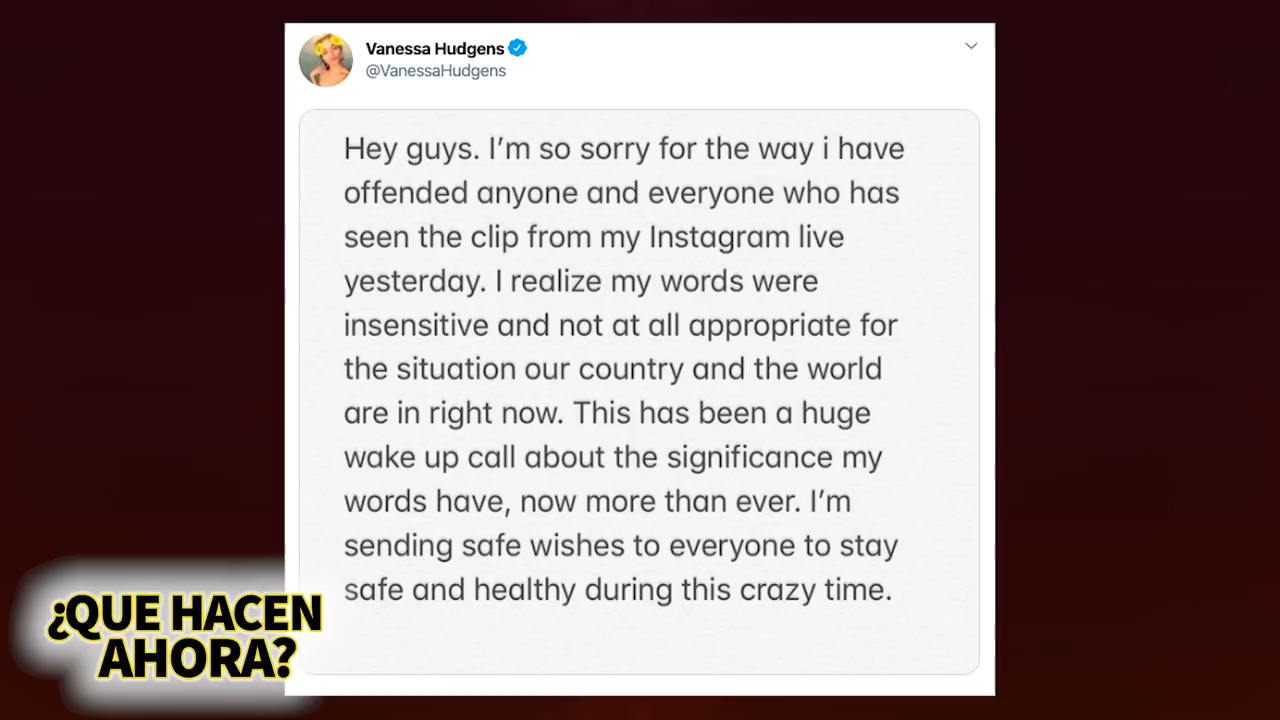 Vanessa Hudgens
@VanessaHudgens
Hey guys. I'm so sorry for the way i have
offended anyone and everyone who has
seen the clip from my Instagram live
yesterday. I realize my words were
insensitive and not at all appropriate for
the situation our country and the world
are in right now. This has been a huge
wake up call about the significance my
words have, now more than ever. I'm
sending safe wishes to everyone to stay
safe and healthy during this crazy time.
¿QUE HACEN
AHORA?